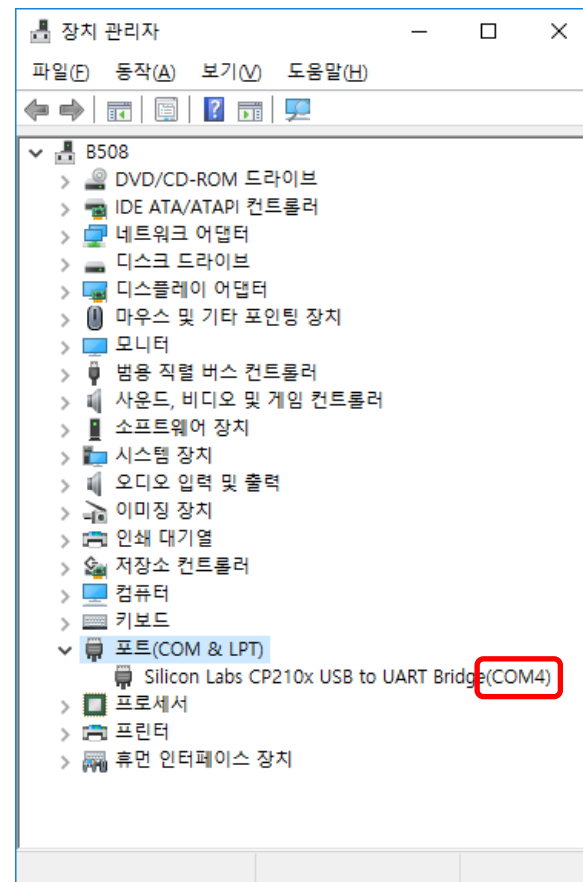 장치 관리자
파일(F) 동작(A) 보기(V) 도움말(H)
B508
DVD/CD-ROM 드라이브
IDE ATA/ATAPI 컨트롤러
네트워크 어댑터
디스크 드라이브
디스플레이 어댑터
마우스 및 기타 포인팅 장치
모니터
범용 직렬 버스 컨트롤러
사운드, 비디오 및 게임 컨트롤러
소프트웨어 장치
시스템 장치
오디오 입력 및 출력
이미징 장치
인쇄 대기열
저장소 컨트롤러
컴퓨터
키보드
포트(COM & LPT)
Silicon Labs CP210x USB to UART Bridge(COM4)
프로세서
프린터
휴먼 인터페이스 장치